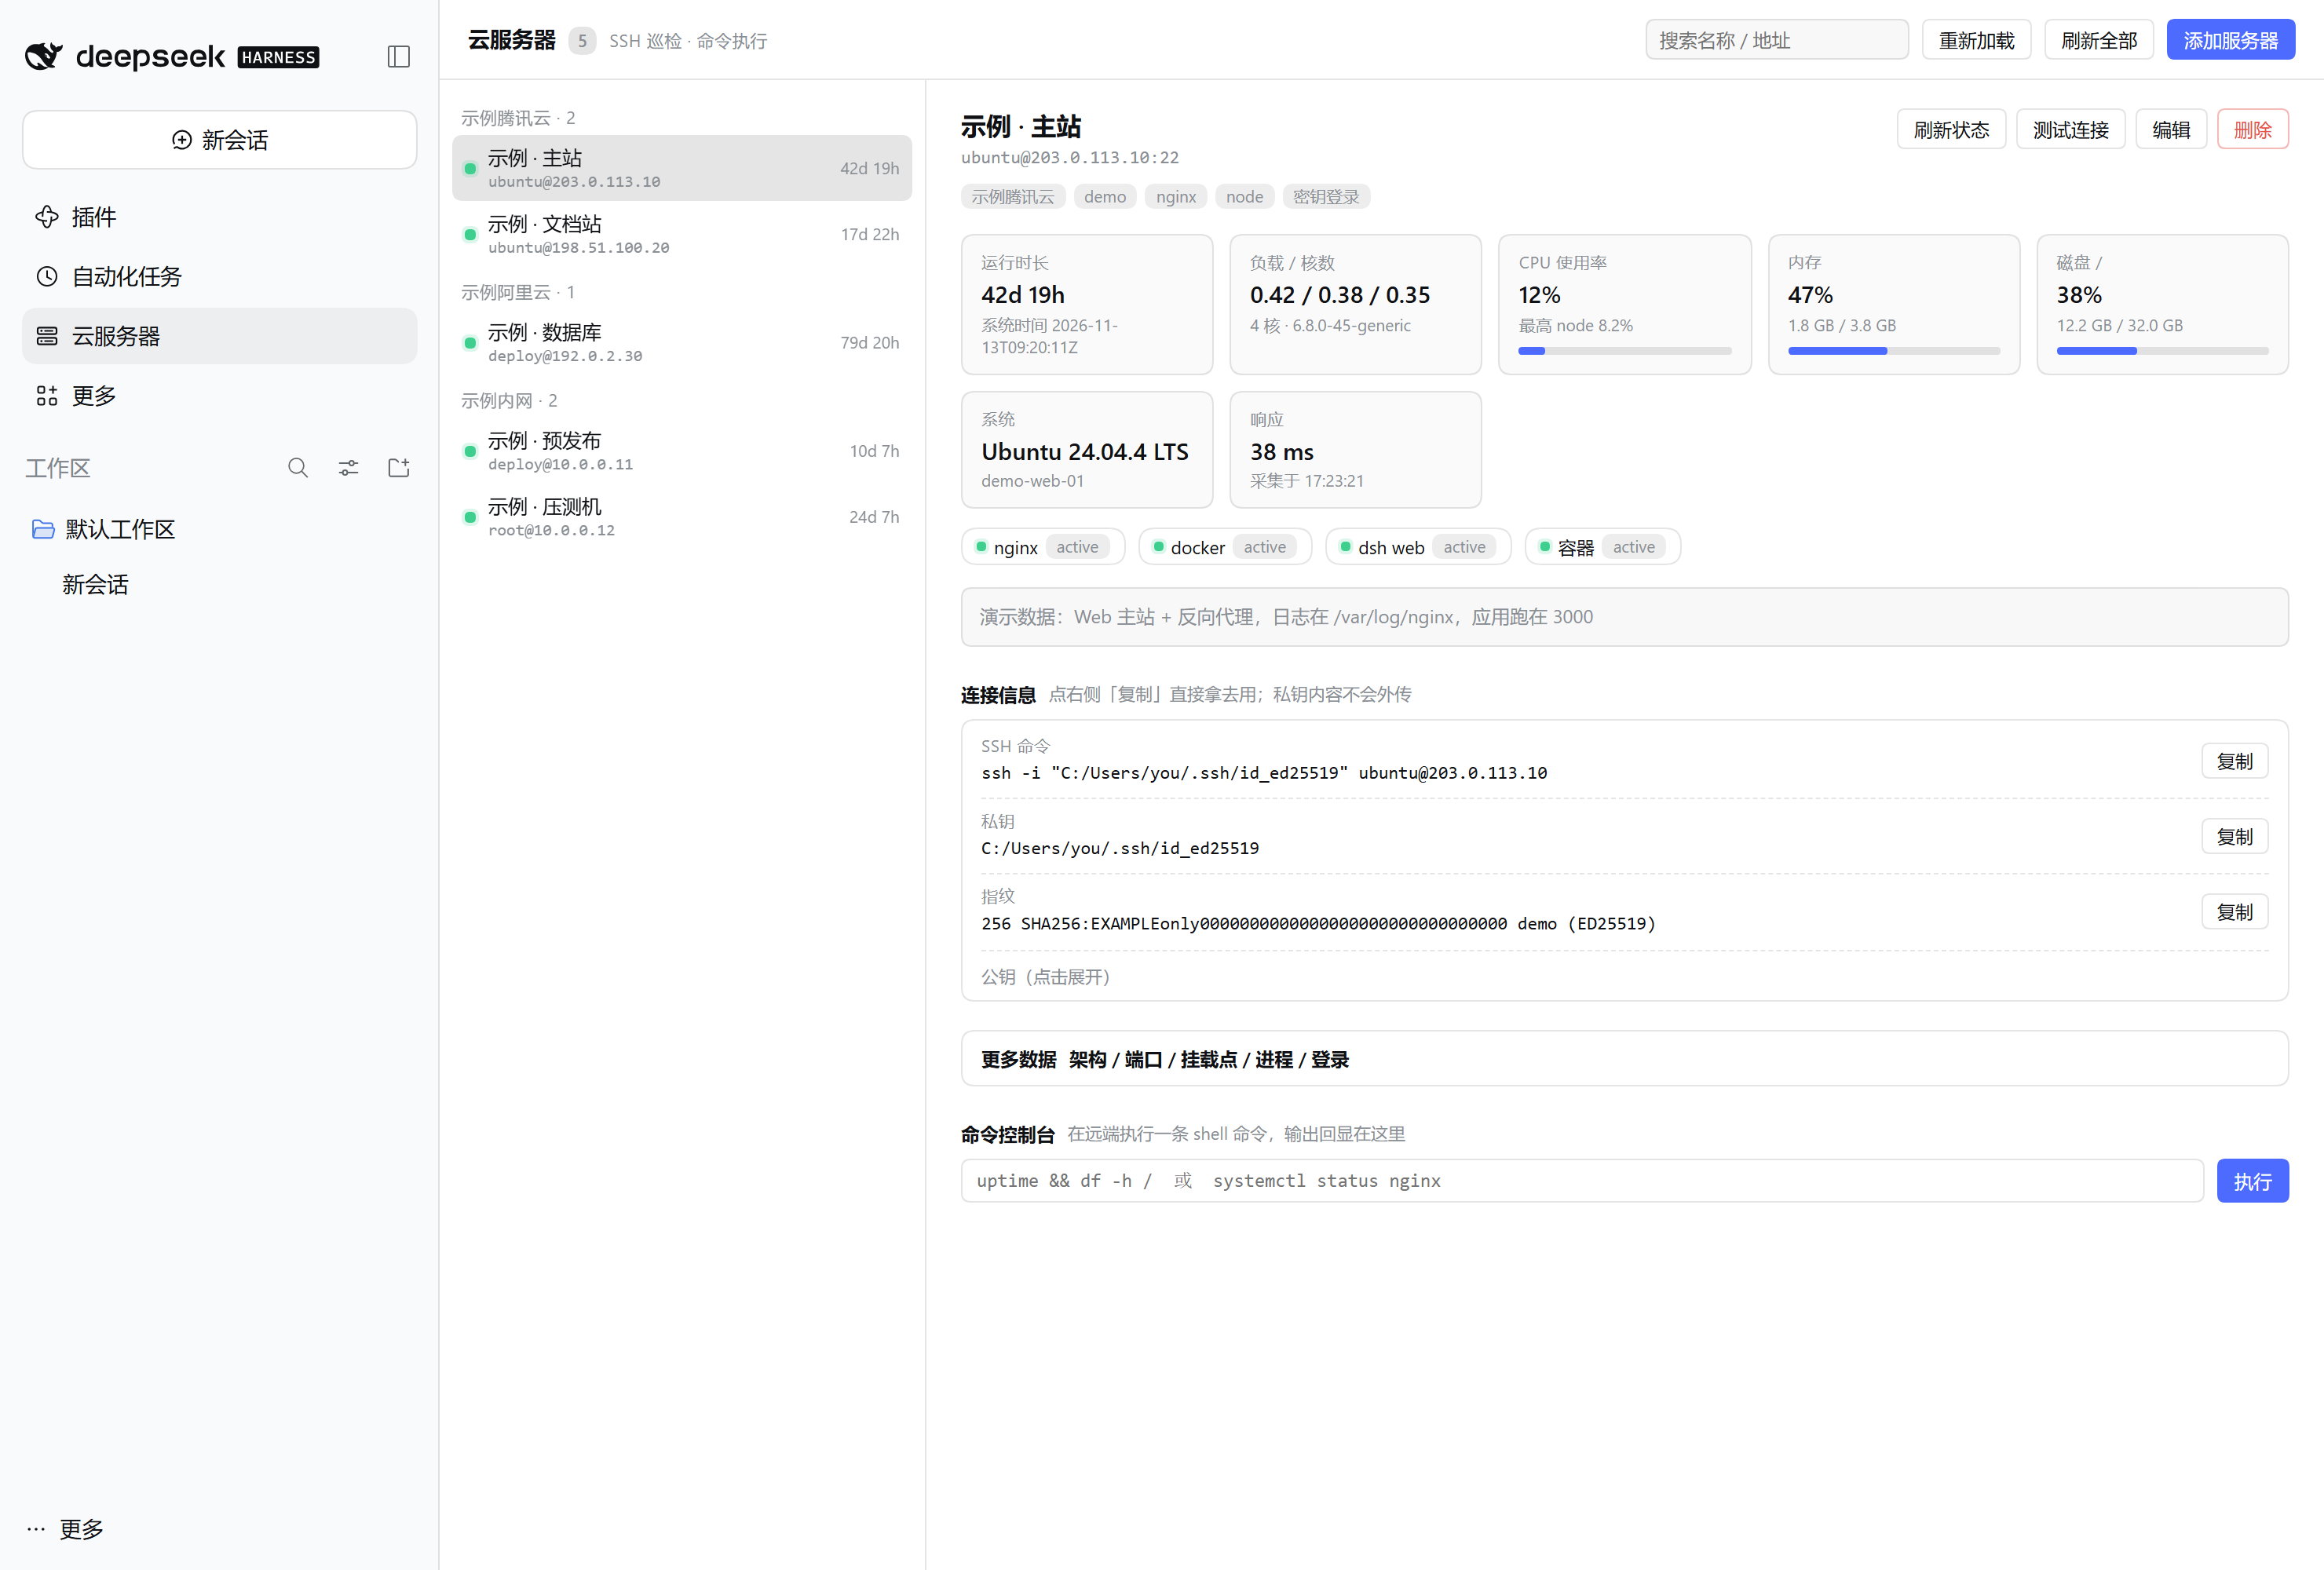 deepseek HARNESS
新会话
插件
自动化任务
云服务器
更多
工作区
默认工作区
新会话
更多
云服务器 5 SSH 巡检 · 命令执行
搜索名称 / 地址
重新加载
刷新全部
添加服务器
示例腾讯云 · 2
示例 · 主站
ubuntu@203.0.113.10
42d 19h
示例 · 文档站
ubuntu@198.51.100.20
17d 22h
示例阿里云 · 1
示例 · 数据库
deploy@192.0.2.30
79d 20h
示例内网 · 2
示例 · 预发布
deploy@10.0.0.11
10d 7h
示例 · 压测机
root@10.0.0.12
24d 7h
示例 · 主站
ubuntu@203.0.113.10:22
刷新状态
测试连接
编辑
删除
示例腾讯云 demo nginx node 密钥登录
运行时长
42d 19h
系统时间 2026-11-
13T09:20:11Z
负载 / 核数
0.42 / 0.38 / 0.35
4 核 · 6.8.0-45-generic
CPU 使用率
12%
最高 node 8.2%
内存
47%
1.8 GB / 3.8 GB
磁盘 /
38%
12.2 GB / 32.0 GB
系统
Ubuntu 24.04.4 LTS
demo-web-01
响应
38 ms
采集于 17:23:21
nginx active
docker active
dsh web active
容器 active
演示数据：Web 主站 + 反向代理，日志在 /var/log/nginx，应用跑在 3000
连接信息 点右侧「复制」直接拿去用；私钥内容不会外传
SSH 命令
ssh -i "C:/Users/you/.ssh/id_ed25519" ubuntu@203.0.113.10
复制
私钥
C:/Users/you/.ssh/id_ed25519
复制
指纹
256 SHA256:EXAMPLEonly0000000000000000000000000000000 demo (ED25519)
复制
公钥（点击展开）
更多数据 架构 / 端口 / 挂载点 / 进程 / 登录
命令控制台 在远端执行一条 shell 命令，输出回显在这里
uptime && df -h / 或 systemctl status nginx
执行